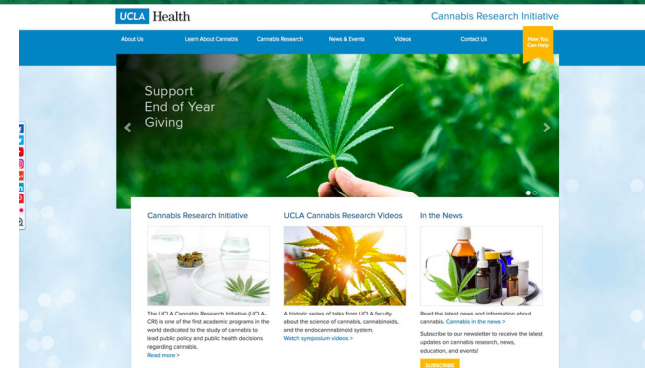 UCLA Health
Cannabis Research Initiative
About Us
Learn About Cannabis
Cannabis Research
News & Events
Videos
Contact Us
How You
Can Help
Support
End of Year
Giving
Cannabis Research Initiative
The UCLA Cannabis Research Initiative (UCLA-
CRI) is one of the first academic programs in the
world dedicated to the study of cannabis to
lead public policy and public health decisions
regarding cannabis.
Read more >
UCLA Cannabis Research Videos
A historic series of talks from UCLA faculty
about the science of cannabis, cannabinoids,
and the endocannabinoid system.
Watch symposium videos >
In the News
Read the latest news and information about
cannabis. Cannabis in the news >
Subscribe to our newsletter to receive the latest
updates on cannabis research, news,
education, and events!
SUBSCRIBE